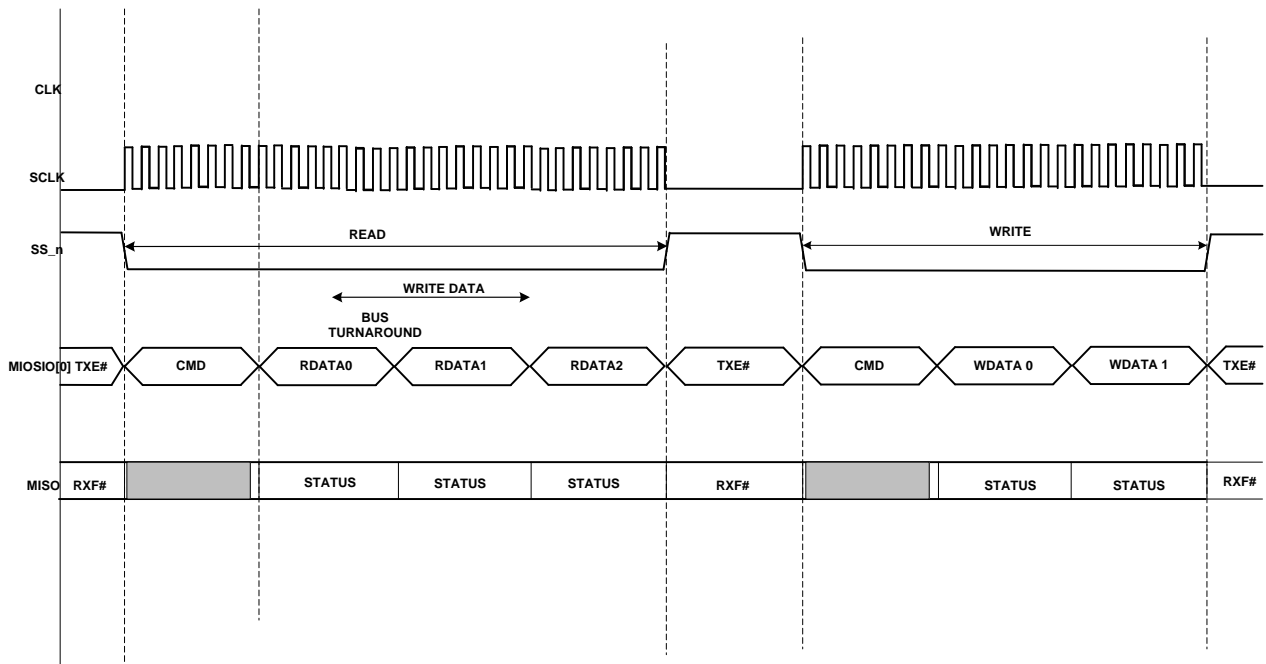 CLK
SCLK
SS_n
READ
WRITE
WRITE DATA
BUS
TURNAROUND
MIOSIO[0] TXE# CMD RDATA0 RDATA1 RDATA2 TXE# CMD WDATA 0 WDATA 1 TXE#
MISO RXF# STATUS STATUS STATUS RXF# STATUS STATUS RXF#